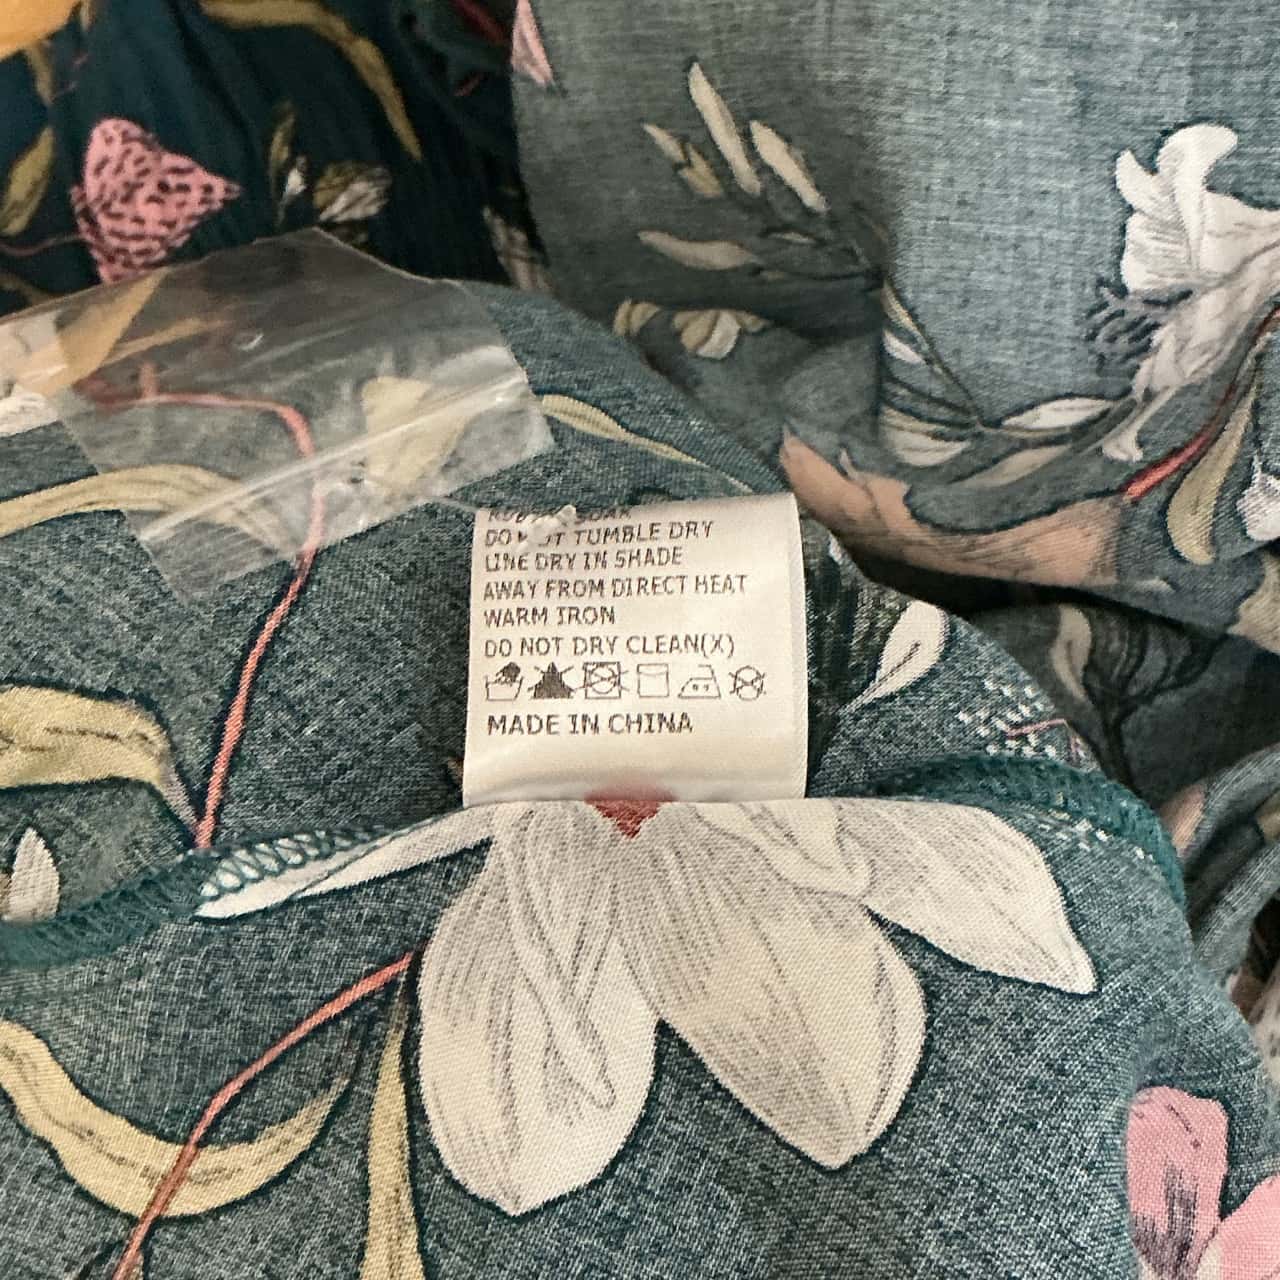 SOAK
DO NOT TUMBLE DRY
LINE DRY IN SHADE
AWAY FROM DIRECT HEAT
WARM IRON
DO NOT DRY CLEAN(X)
MADE IN CHINA